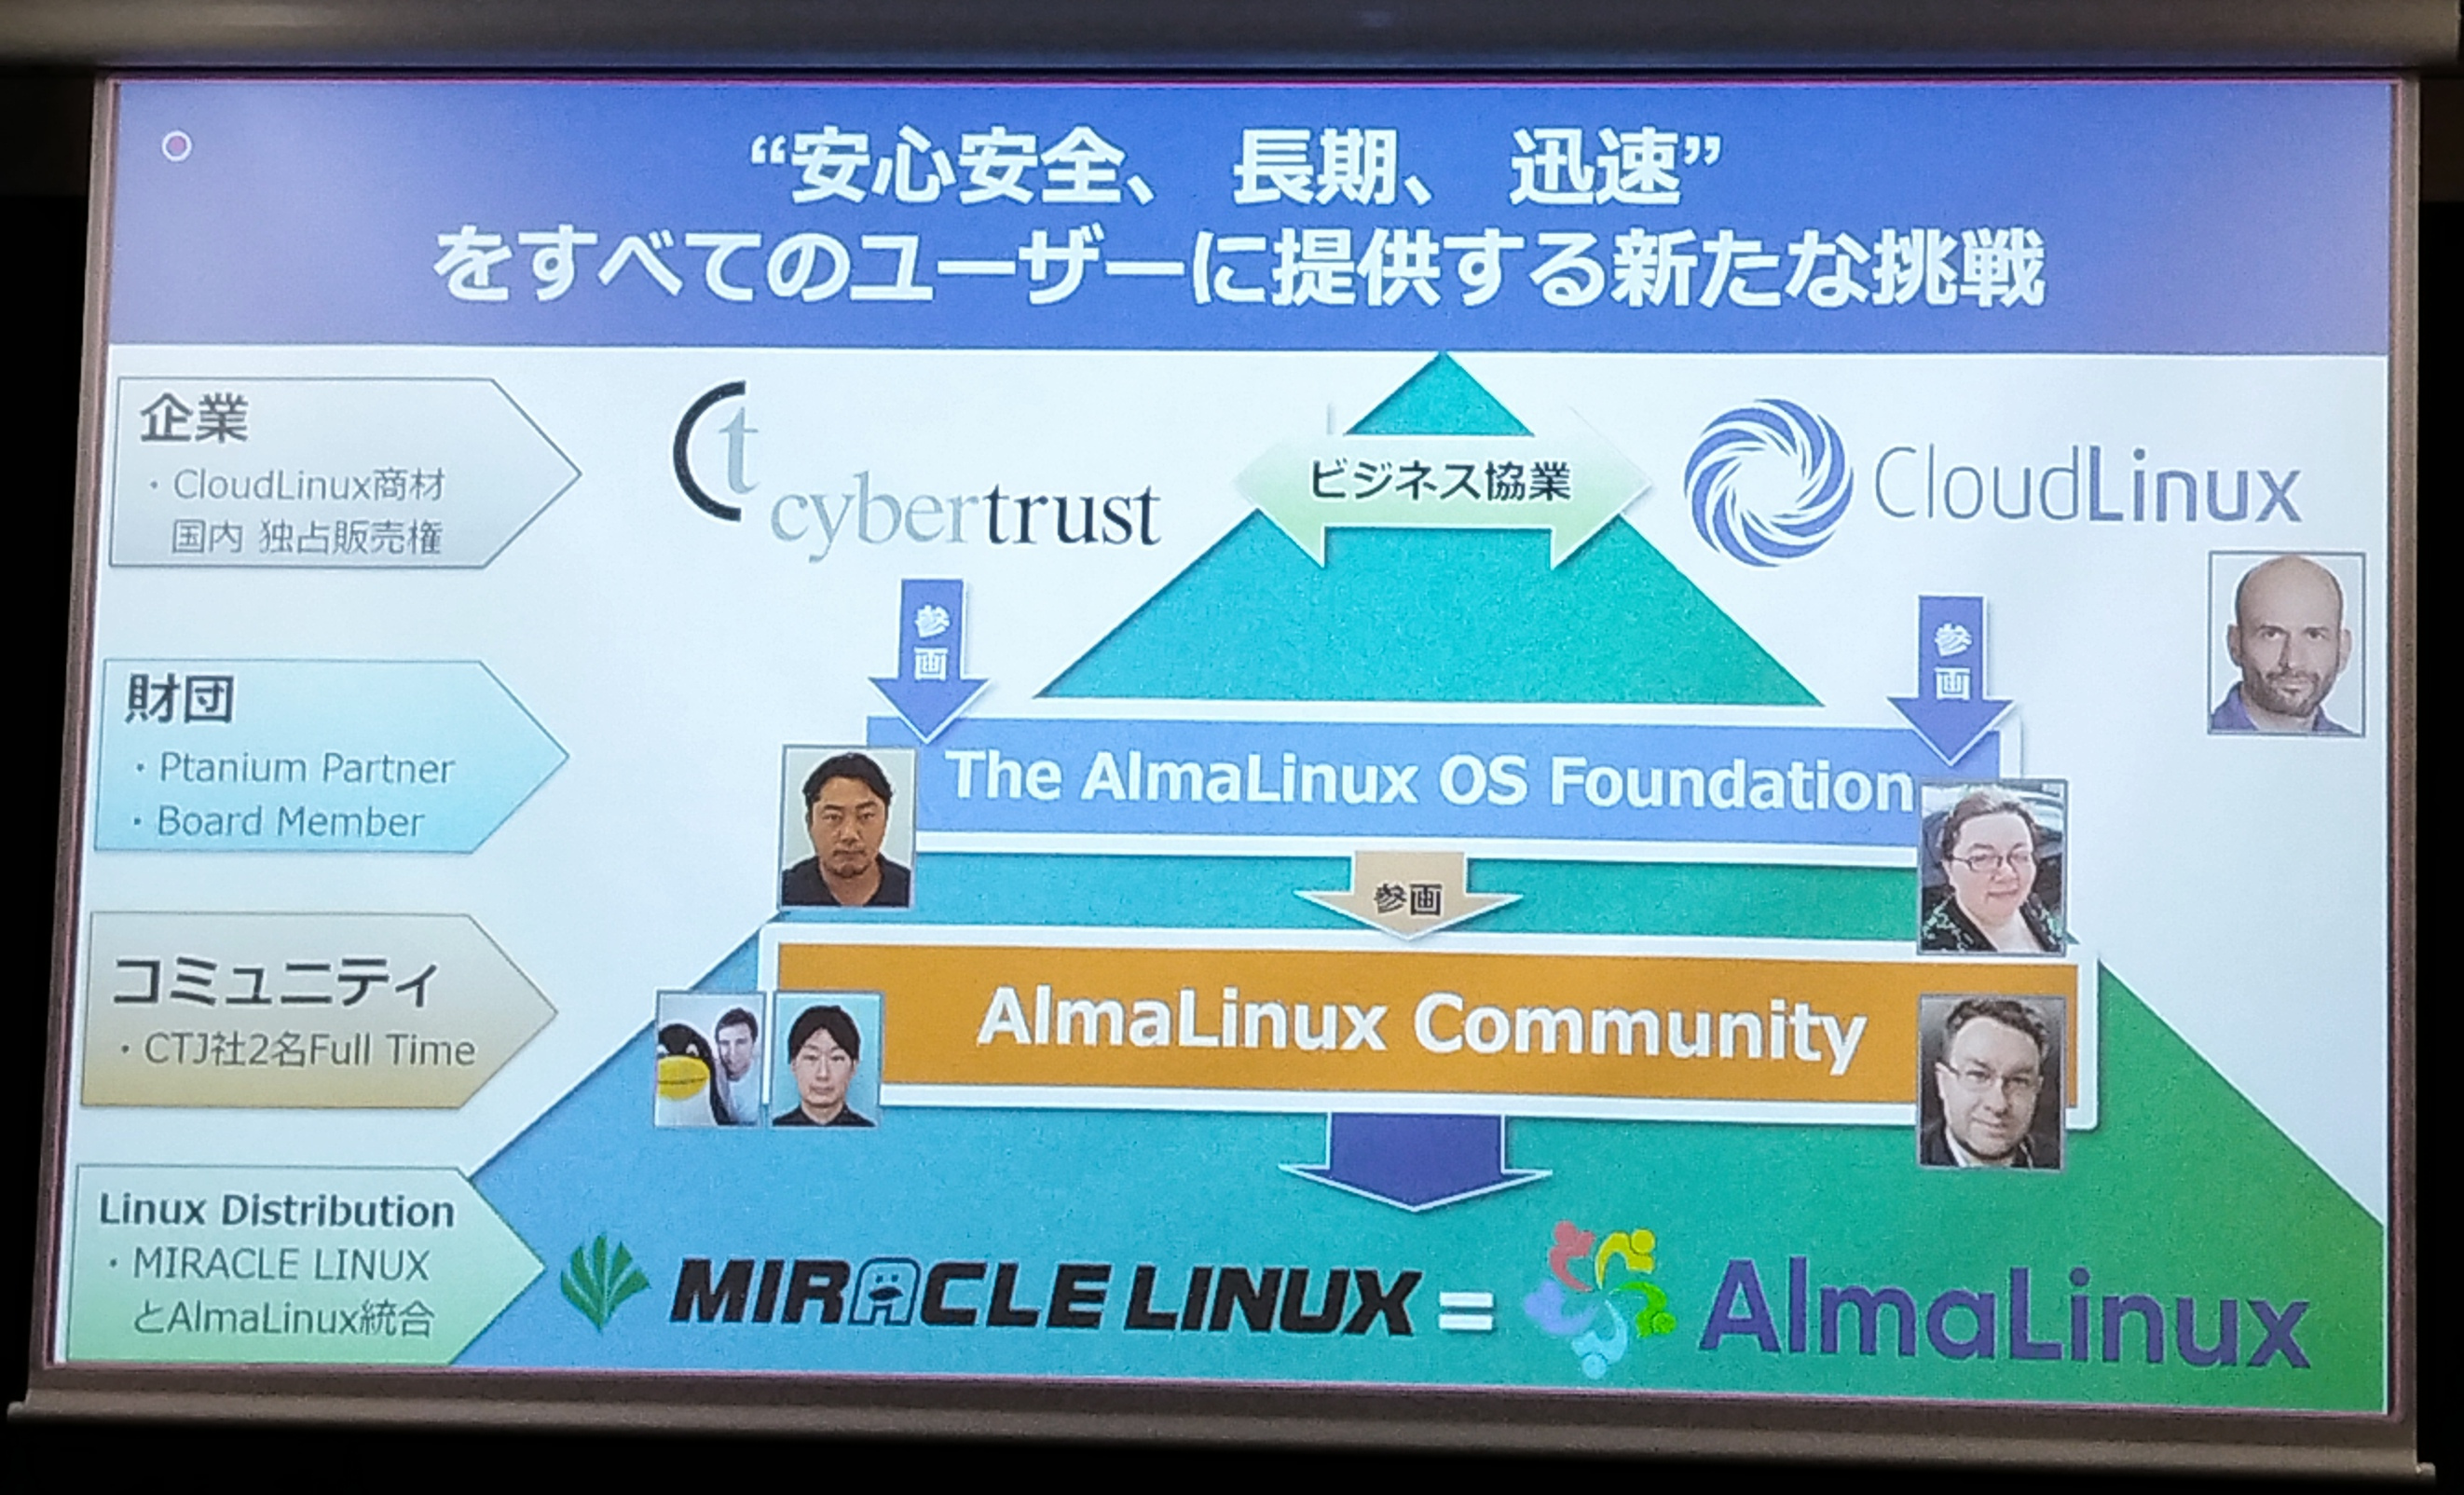 “安心安全、 長期、 迅速”
をすべてのユーザーに提供する新たな挑戦
企業
・CloudLinux商材
国内 独占販売権
Ct
cybertrust
ビジネス協業
CloudLinux
参画
参画
財団
・Ptanium Partner
・Board Member
The AlmaLinux OS Foundation
参画
コミュニティ
・CTJ社2名Full Time
AlmaLinux Community
Linux Distribution
・MIRACLE LINUX
とAlmaLinux統合
MIRACLE LINUX = AlmaLinux